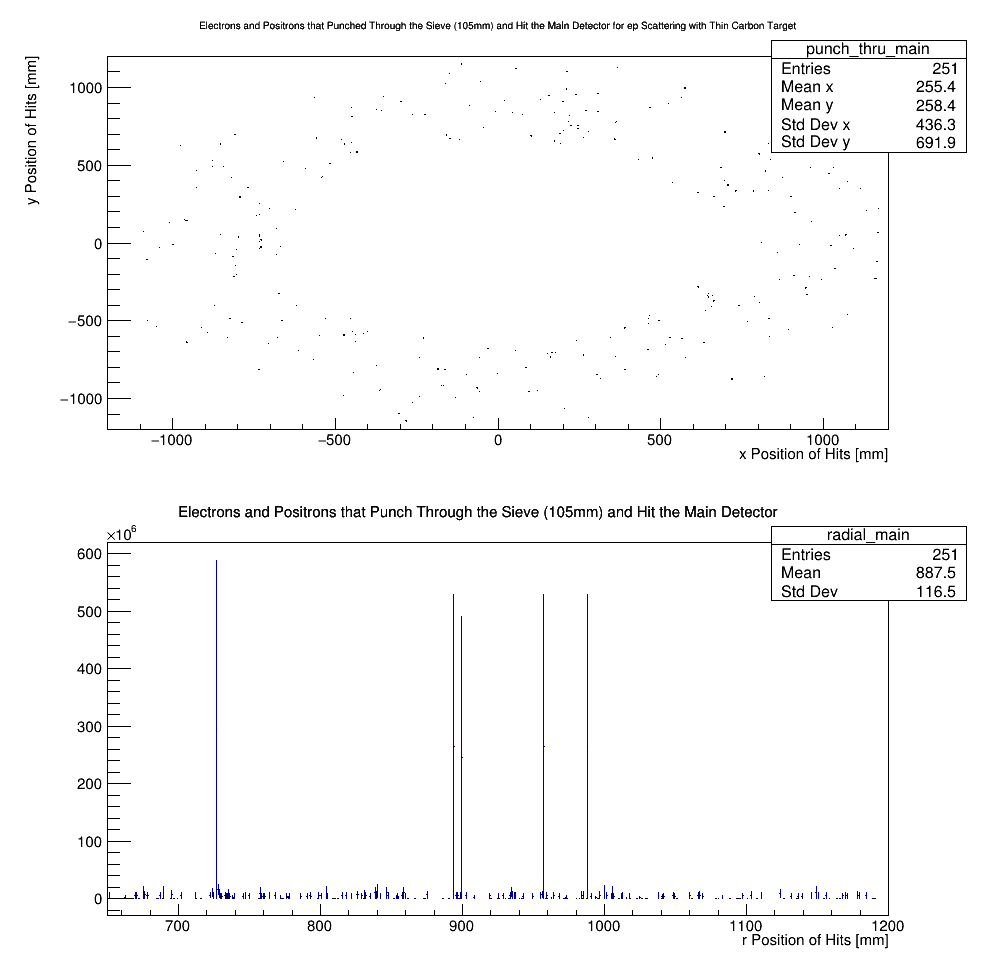 Electrons and Positrons that Punched Through the Sieve (105mm) and Hit the Main Detector for ep Scattering with Thin Carbon Target
punch_thru_main
Entries 251
Mean x 255.4
Mean y 258.4
Std Dev x 436.3
Std Dev y 691.9
y Position of Hits [mm]
1000
500
0
−500
−1000
−1000 −500 0 500 1000
x Position of Hits [mm]
Electrons and Positrons that Punch Through the Sieve (105mm) and Hit the Main Detector
radial_main
Entries 251
Mean 887.5
Std Dev 116.5
×10⁶
600
500
400
300
200
100
0
700 800 900 1000 1100 1200
r Position of Hits [mm]